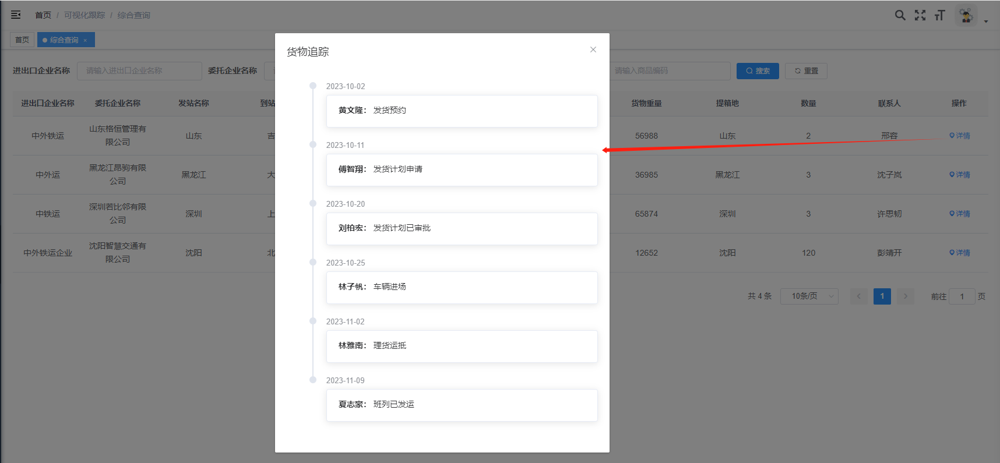 首页 / 可视化跟踪 / 综合查询
首页
综合查询 ×
进出口企业名称 请输入进出口企业名称 委托企业名称
请输入商品编码 搜索 重置
进出口企业名称 委托企业名称 发站名称 到站 货物重量 提箱地 数量 联系人 操作
中外铁运 山东格恒管理有限公司 山东 吉 56988 山东 2 邢容 详情
中外运 黑龙江昂驹有限公司 黑龙江 大 36985 黑龙江 3 沈子岚 详情
中铁运 深圳若比邻有限公司 深圳 上 65874 深圳 3 许思韧 详情
中外铁运企业 沈阳智慧交通有限公司 沈阳 北 12652 沈阳 120 彭靖开 详情
共 4 条 10条/页 1 前往 1 页
货物追踪
2023-10-02
黄文隆： 发货预约
2023-10-11
傅智翔： 发货计划申请
2023-10-20
刘柏宏： 发货计划已审批
2023-10-25
林子帆： 车辆进场
2023-11-02
林雅南： 理货运抵
2023-11-09
夏志豪： 班列已发运